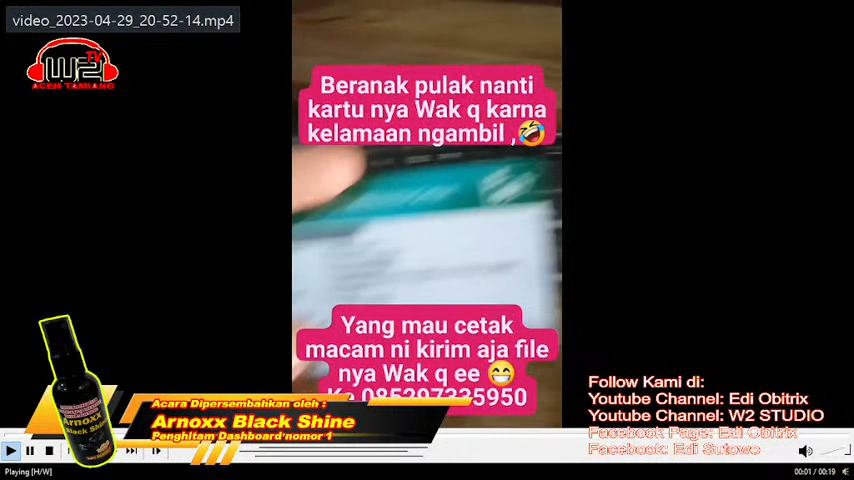 video_2023-04-29_20-52-14.mp4
W2 TV
ACEH TAMIANG
Beranak pulak nanti
kartu nya Wak q karna
kelamaan ngambil ,🤣
Yang mau cetak
macam ni kirim aja file
nya Wak q ee 😁
Ke 085297335950
Arnoxx
Black Shine
Acara Dipersembahkan oleh :
Arnoxx Black Shine
Penghitam Dashboard nomor 1
Follow Kami di:
Youtube Channel: Edi Obitrix
Youtube Channel: W2 STUDIO
Facebook Page: Edi Obitrix
Facebook: Edi Sutowo
Playing [H/W]
00:01 / 00:19